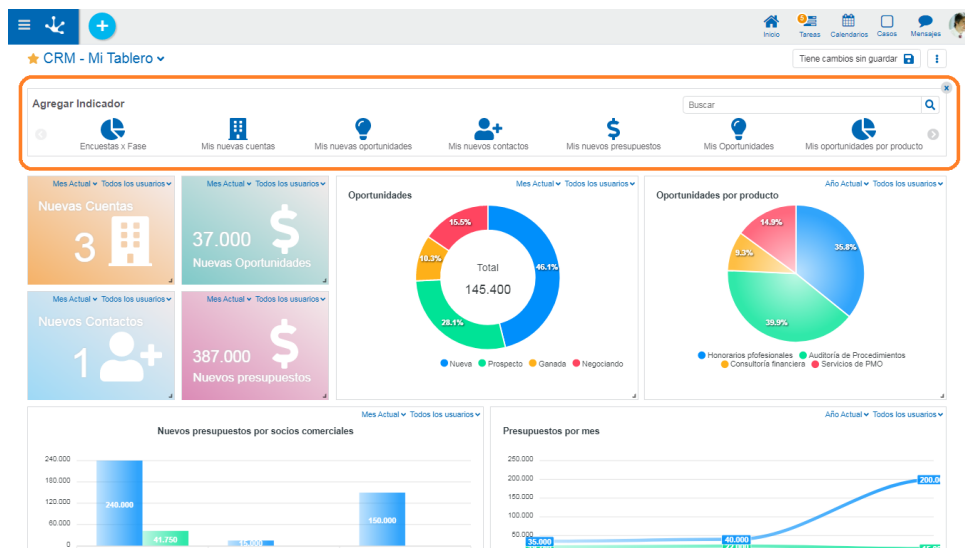 5
Inicio Tareas Calendarios Casos Mensajes
CRM - Mi Tablero
Tiene cambios sin guardar
x
Agregar Indicador
Buscar
Encuestas x Fase Mis nuevas cuentas Mis nuevas oportunidades Mis nuevos contactos Mis nuevos presupuestos Mis Oportunidades Mis oportunidades por producto
Mes Actual Todos los usuarios
Nuevas Cuentas
3
Mes Actual Todos los usuarios
37.000
Nuevas Oportunidades
Mes Actual Todos los usuarios
Nuevos Contactos
1
Mes Actual Todos los usuarios
387.000
Nuevos presupuestos
Mes Actual Todos los usuarios
Oportunidades
15.5%
10.3%
46.1%
28.1%
Total
145.400
Nueva Prospecto Ganada Negociando
Año Actual Todos los usuarios
Oportunidades por producto
14.9%
35.8%
9.3%
39.9%
Honorarios pfofesionales Auditoría de Procedimientos
Consultoría financiera Servicios de PMO
Mes Actual Todos los usuarios
Nuevos presupuestos por socios comerciales
240.000
180.000
120.000
60.000
0
240.000
41.750
15.000
150.000
Año Actual Todos los usuarios
Presupuestos por mes
250.000
200.000
150.000
100.000
50.000
35.000
40.000
200.0